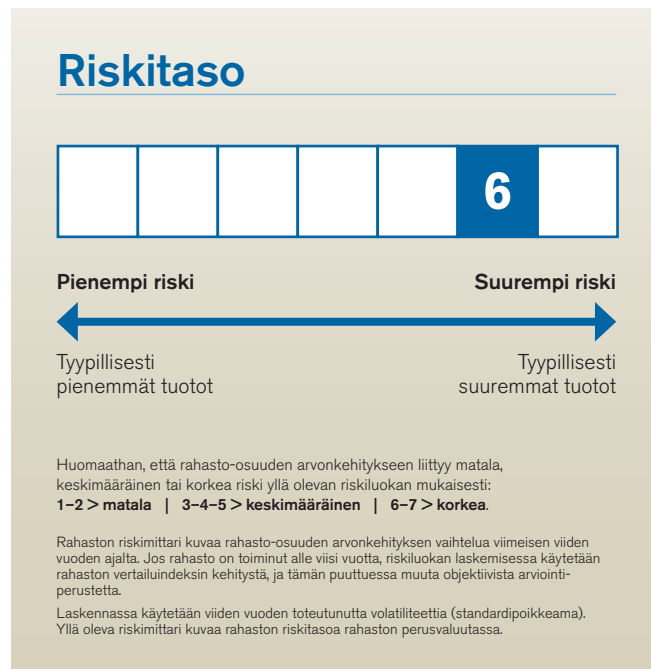 Riskitaso
6
Pienempi riski Suurempi riski
Tyypillisesti pienemmät tuotot
Tyypillisesti suuremmat tuotot
Huomaathan, että rahasto-osuuden arvonkehitykseen liittyy matala,
keskimääräinen tai korkea riski yllä olevan riskiluokan mukaisesti:
1–2 > matala | 3–4–5 > keskimääräinen | 6–7 > korkea.
Rahaston riskimittari kuvaa rahasto-osuuden arvonkehityksen vaihtelua viimeisen viiden
vuoden ajalta. Jos rahasto on toiminut alle viisi vuotta, riskiluokan laskemisessa käytetään
rahaston vertailuindeksin kehitystä, ja tämän puuttuessa muuta objektiivista arviointi-
perustetta.
Laskennassa käytetään viiden vuoden toteutunutta volatiliteettia (standardipoikkeama).
Yllä oleva riskimittari kuvaa rahaston riskitasoa rahaston perusvaluutassa.